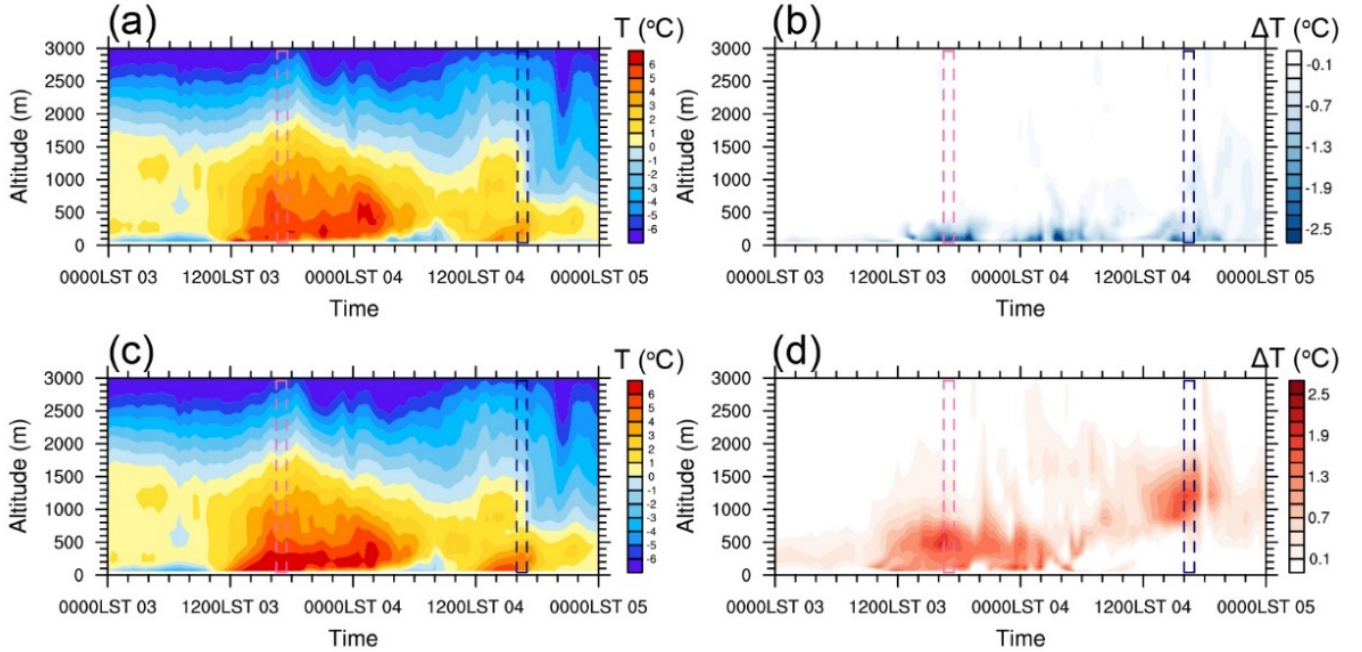 (a)
T (°C)
3000
2500
2000
1500
1000
500
0
Altitude (m)
6
5
4
3
2
1
-1
-2
-3
-4
-5
-6
0000LST 03
1200LST 03
0000LST 04
1200LST 04
0000LST 05
Time
(b)
ΔT (°C)
3000
2500
2000
1500
1000
500
0
Altitude (m)
-0.1
-0.7
-1.3
-1.9
-2.5
0000LST 03
1200LST 03
0000LST 04
1200LST 04
0000LST 05
Time
(c)
T (°C)
3000
2500
2000
1500
1000
500
0
Altitude (m)
6
5
4
3
2
1
-1
-2
-3
-4
-5
-6
0000LST 03
1200LST 03
0000LST 04
1200LST 04
0000LST 05
Time
(d)
ΔT (°C)
3000
2500
2000
1500
1000
500
0
Altitude (m)
2.5
1.9
1.3
0.7
0.1
0000LST 03
1200LST 03
0000LST 04
1200LST 04
0000LST 05
Time